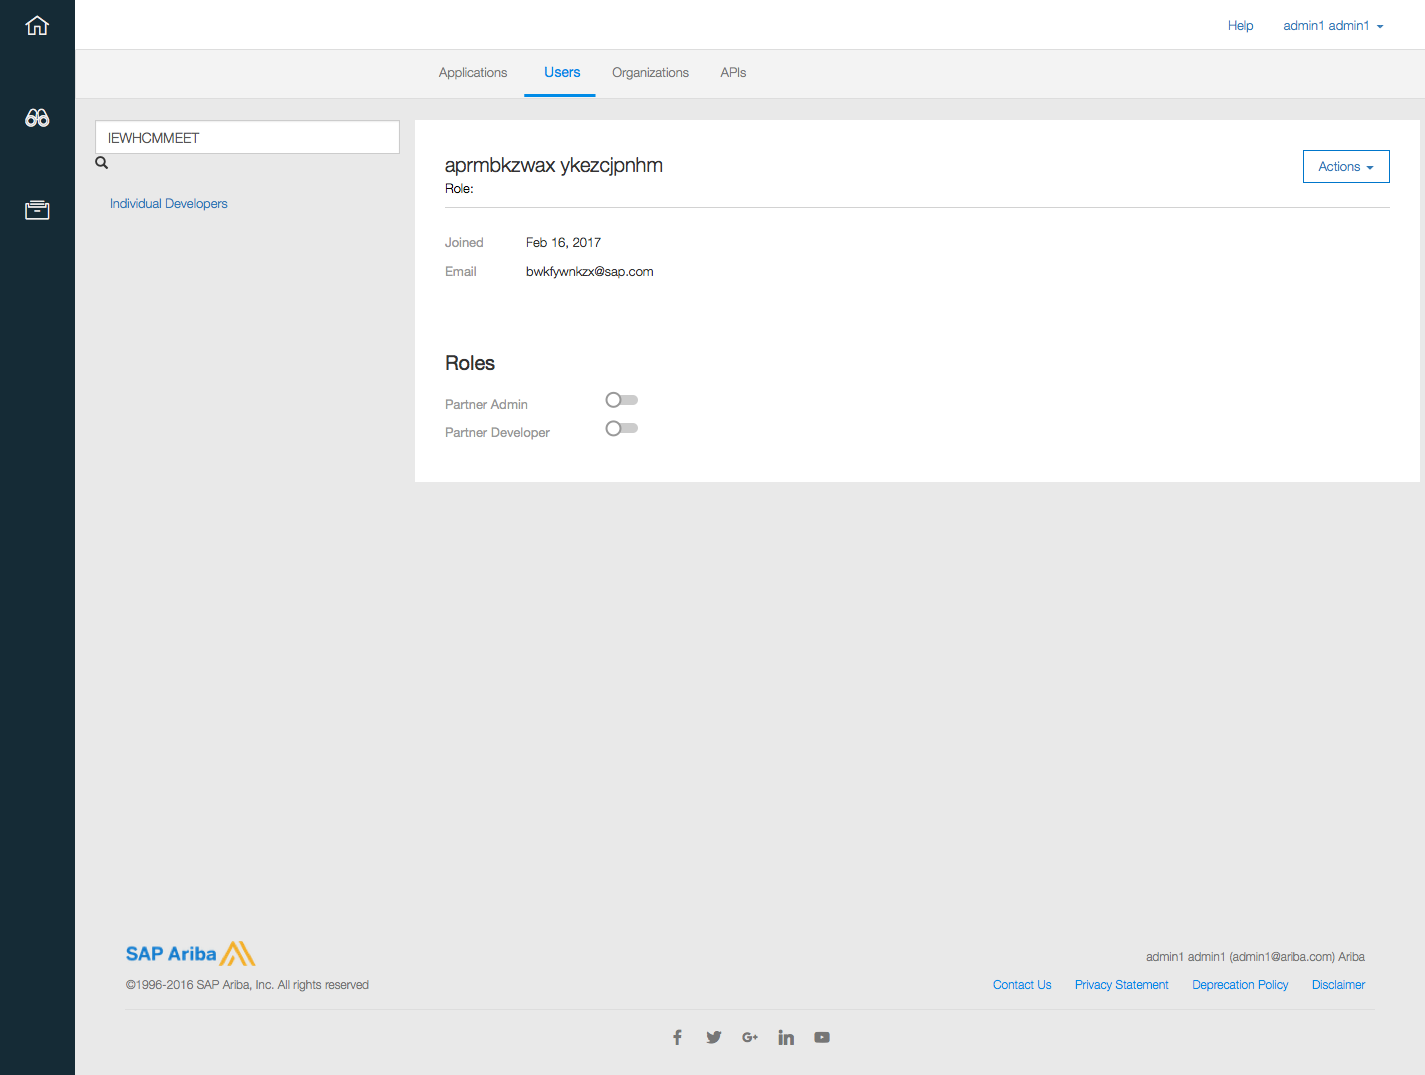 Help admin1 admin1
Applications Users Organizations APIs
IEWHCMMEET
Individual Developers
aprmbkzwax ykezcjpnhm
Actions
Role:
Joined Feb 16, 2017
Email bwkfywnkzx@sap.com
Roles
Partner Admin
Partner Developer
SAP Ariba
admin1 admin1 (admin1@ariba.com) Ariba
©1996-2016 SAP Ariba, Inc. All rights reserved
Contact Us Privacy Statement Deprecation Policy Disclaimer